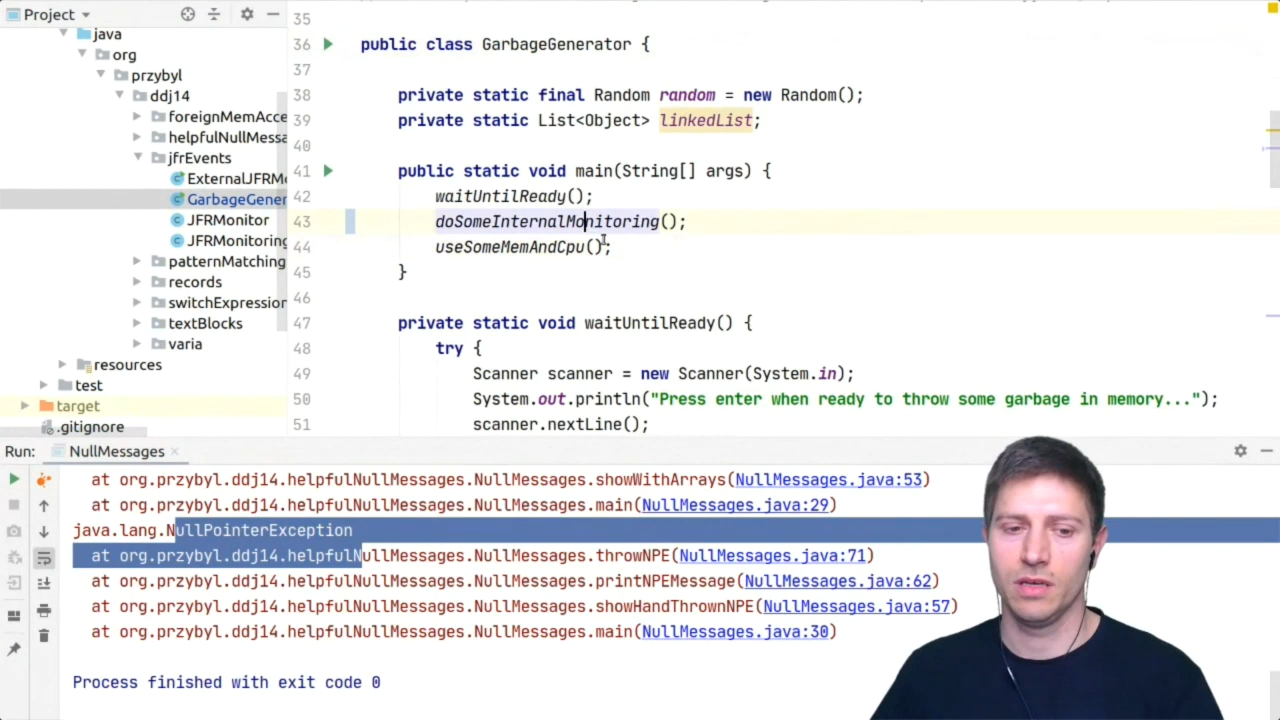 Project
java
org
przybyl
ddj14
foreignMemAcce
helpfulNullMessa
jfrEvents
ExternalJFRMo
GarbageGener
JFRMonitor
JFRMonitoring
patternMatching
records
switchExpression
textBlocks
varia
resources
test
target
.gitignore
35
36 public class GarbageGenerator {
37
38 private static final Random random = new Random();
39 private static List<Object> linkedList;
40
41 public static void main(String[] args) {
42 waitUntilReady();
43 doSomeInternalMonitoring();
44 useSomeMemAndCpu();
45 }
46
47 private static void waitUntilReady() {
48 try {
49 Scanner scanner = new Scanner(System.in);
50 System.out.println("Press enter when ready to throw some garbage in memory...");
51 scanner.nextLine();
Run: NullMessages
at org.przybyl.ddj14.helpfulNullMessages.NullMessages.showWithArrays(NullMessages.java:53)
at org.przybyl.ddj14.helpfulNullMessages.NullMessages.main(NullMessages.java:29)
java.lang.NullPointerException
at org.przybyl.ddj14.helpfulNullMessages.NullMessages.throwNPE(NullMessages.java:71)
at org.przybyl.ddj14.helpfulNullMessages.NullMessages.printNPEMessage(NullMessages.java:62)
at org.przybyl.ddj14.helpfulNullMessages.NullMessages.showHandThrownNPE(NullMessages.java:57)
at org.przybyl.ddj14.helpfulNullMessages.NullMessages.main(NullMessages.java:30)
Process finished with exit code 0